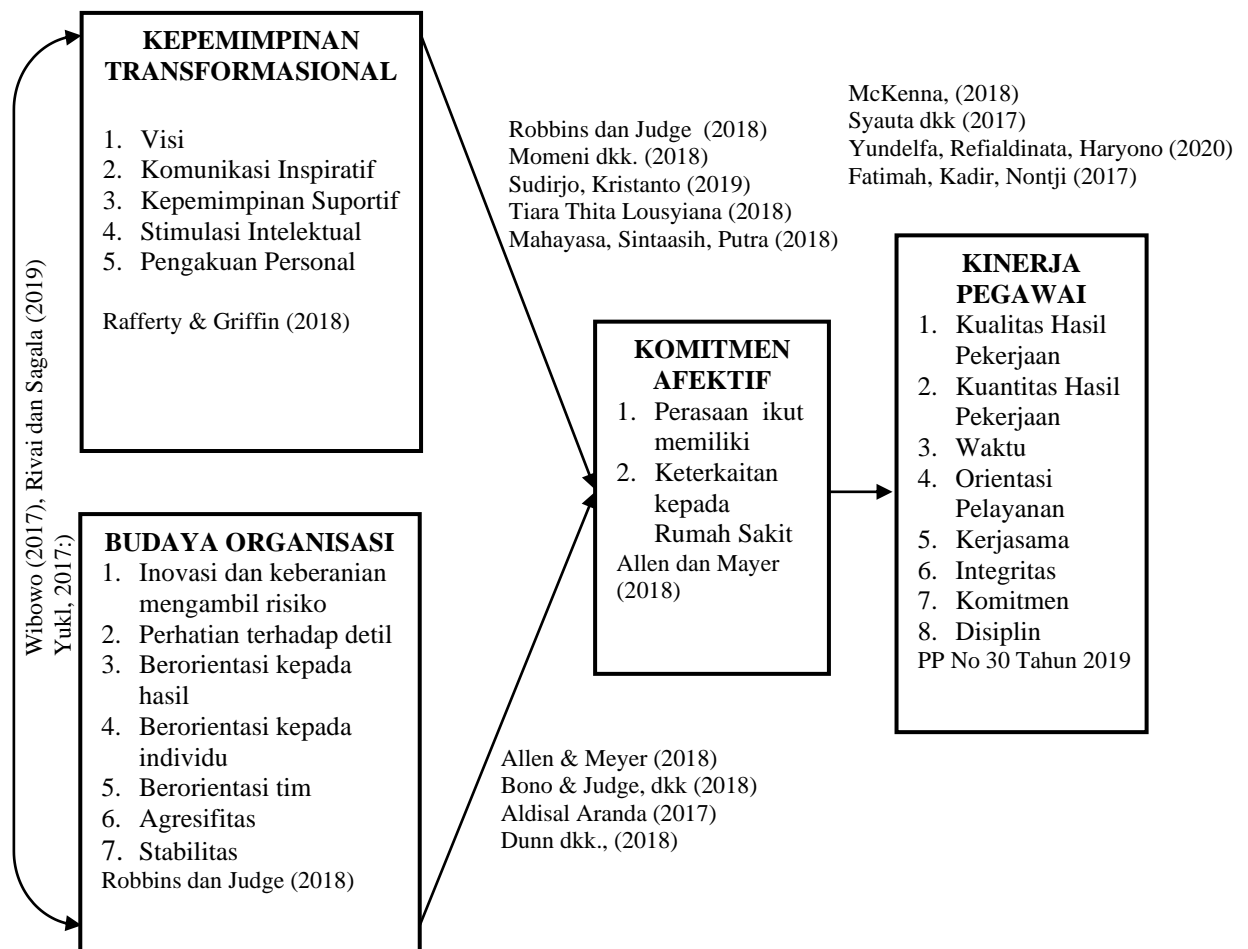 KEPEMIMPINAN
TRANSFORMASIONAL
1. Visi
2. Komunikasi Inspiratif
3. Kepemimpinan Suportif
4. Stimulasi Intelektual
5. Pengakuan Personal
Rafferty & Griffin (2018)
Wibowo (2017), Rivai dan Sagala (2019)
Yukl, 2017:)
BUDAYA ORGANISASI
1. Inovasi dan keberanian
mengambil risiko
2. Perhatian terhadap detil
3. Berorientasi kepada
hasil
4. Berorientasi kepada
individu
5. Berorientasi tim
6. Agresifitas
7. Stabilitas
Robbins dan Judge (2018)
Robbins dan Judge (2018)
Momeni dkk. (2018)
Sudirjo, Kristanto (2019)
Tiara Thita Lousyiana (2018)
Mahayasa, Sintaasih, Putra (2018)
Allen & Meyer (2018)
Bono & Judge, dkk (2018)
Aldisal Aranda (2017)
Dunn dkk., (2018)
KOMITMEN
AFEKTIF
1. Perasaan ikut
memiliki
2. Keterkaitan
kepada
Rumah Sakit
Allen dan Mayer
(2018)
McKenna, (2018)
Syauta dkk (2017)
Yundelfa, Refialdinata, Haryono (2020)
Fatimah, Kadir, Nontji (2017)
KINERJA
PEGAWAI
1. Kualitas Hasil
Pekerjaan
2. Kuantitas Hasil
Pekerjaan
3. Waktu
4. Orientasi
Pelayanan
5. Kerjasama
6. Integritas
7. Komitmen
8. Disiplin
PP No 30 Tahun 2019